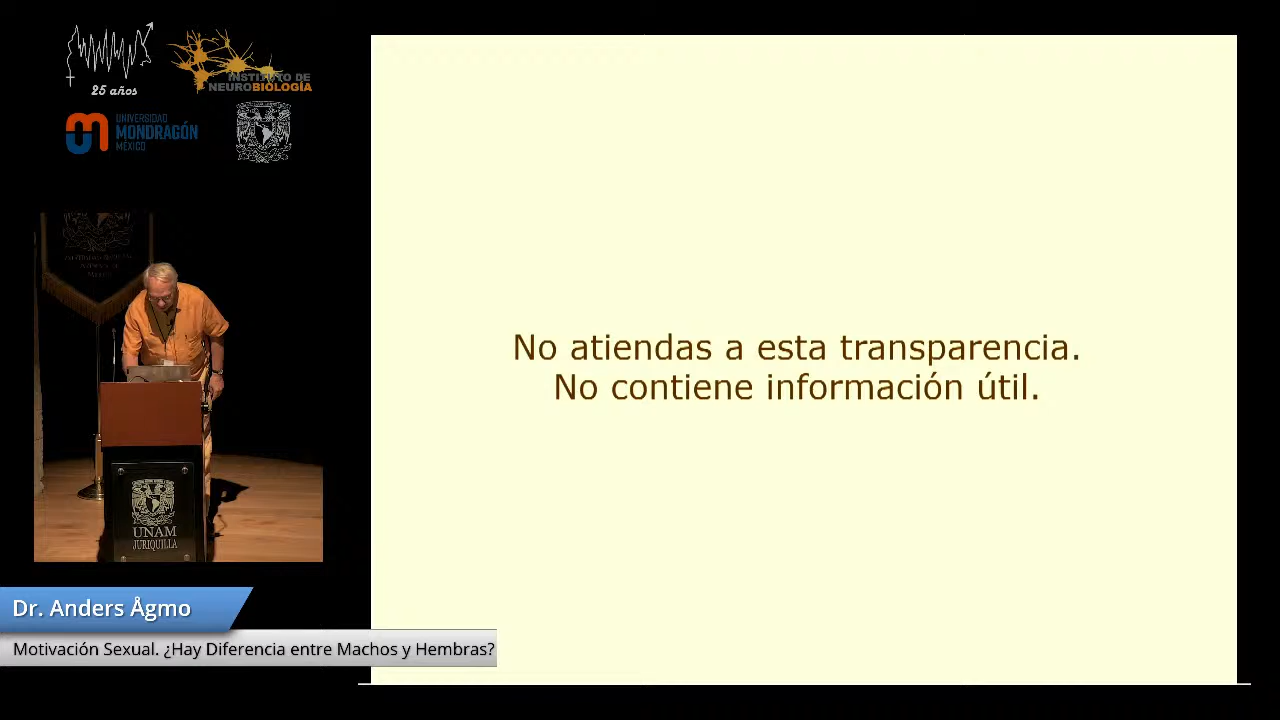 25 años
INSTITUTO DE
NEUROBIOLOGÍA
UNIVERSIDAD
MONDRAGÓN
MÉXICO
No atiendas a esta transparencia.
No contiene información útil.
UNAM
JURIQUILLA
Dr. Anders Ågmo
Motivación Sexual. ¿Hay Diferencia entre Machos y Hembras?